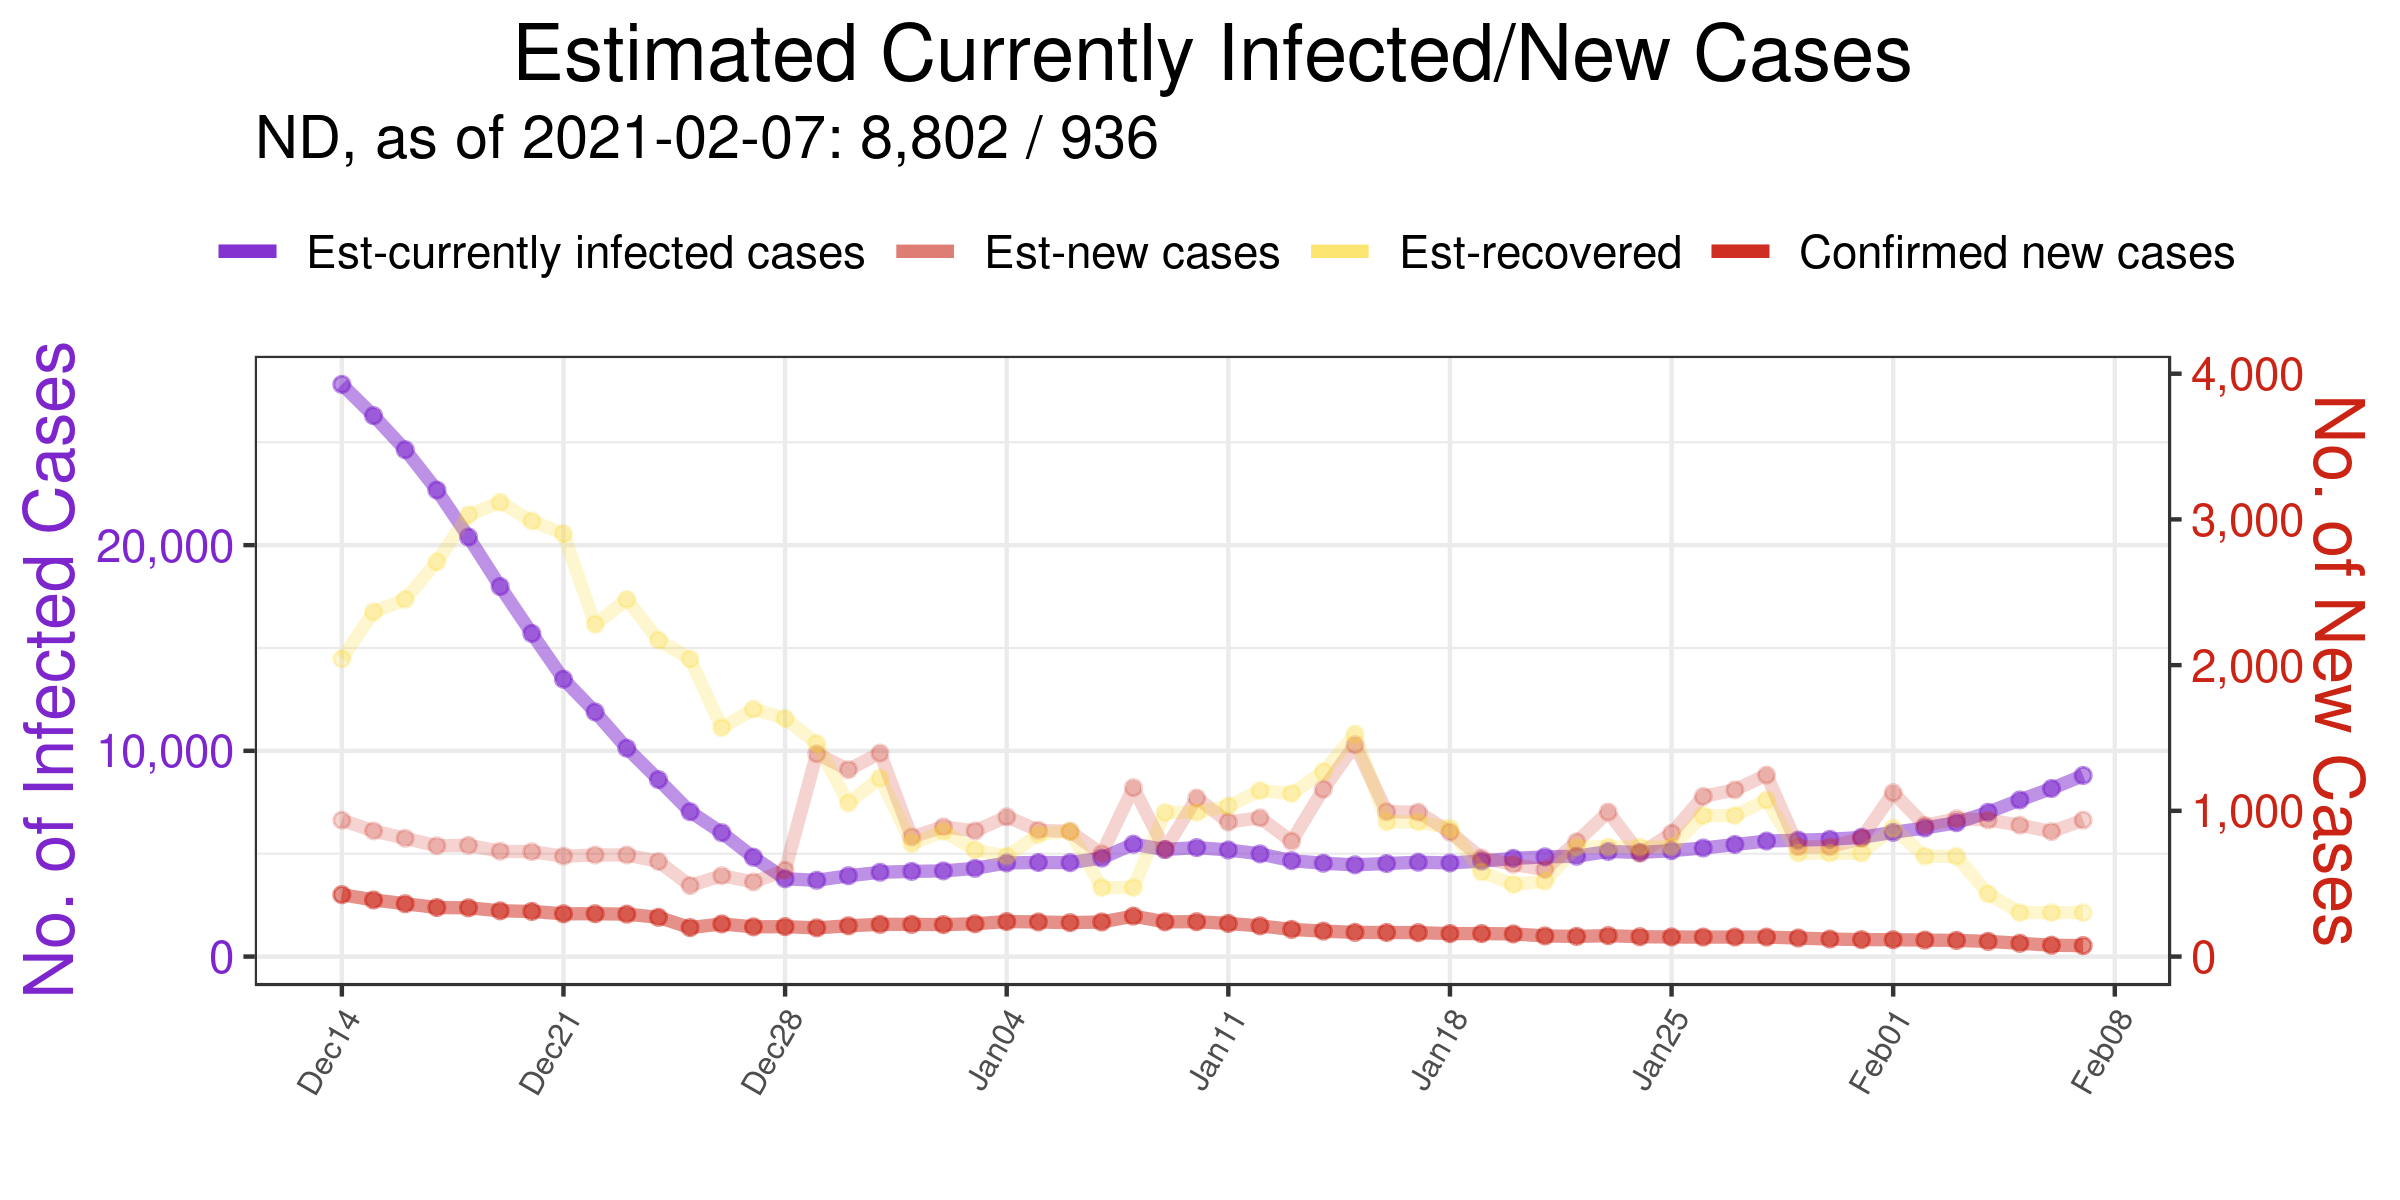 Estimated Currently Infected/New Cases
ND, as of 2021-02-07: 8,802 / 936
Est-currently infected cases Est-new cases Est-recovered Confirmed new cases
No. of Infected Cases
20,000
10,000
0
4,000
3,000
2,000
1,000
0
No. of New Cases
Dec14 Dec21 Dec28 Jan04 Jan11 Jan18 Jan25 Feb01 Feb08